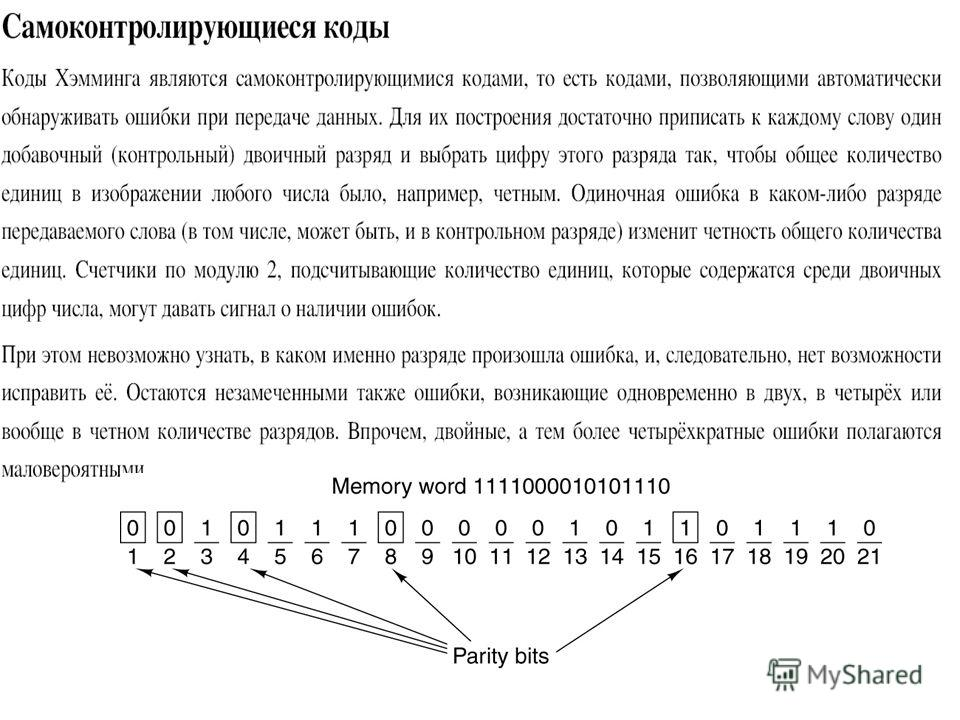 Самоконтролирующиеся коды
Коды Хэмминга являются самоконтролирующимися кодами, то есть кодами, позволяющими автоматически
обнаруживать ошибки при передаче данных. Для их построения достаточно приписать к каждому слову один
добавочный (контрольный) двоичный разряд и выбрать цифру этого разряда так, чтобы общее количество
единиц в изображении любого числа было, например, четным. Одиночная ошибка в каком-либо разряде
передаваемого слова (в том числе, может быть, и в контрольном разряде) изменит четность общего количества
единиц. Счетчики по модулю 2, подсчитывающие количество единиц, которые содержатся среди двоичных
цифр числа, могут давать сигнал о наличии ошибок.
При этом невозможно узнать, в каком именно разряде произошла ошибка, и, следовательно, нет возможности
исправить её. Остаются незамеченными также ошибки, возникающие одновременно в двух, в четырёх или
вообще в четном количестве разрядов. Впрочем, двойные, а тем более четырёхкратные ошибки полагаются
маловероятными
Memory word 1111000010101110
0 0 1 0 1 1 1 0 0 0 0 0 1 0 1 1 0 1 1 1 0
1 2 3 4 5 6 7 8 9 10 11 12 13 14 15 16 17 18 19 20 21
Parity bits
MyShared